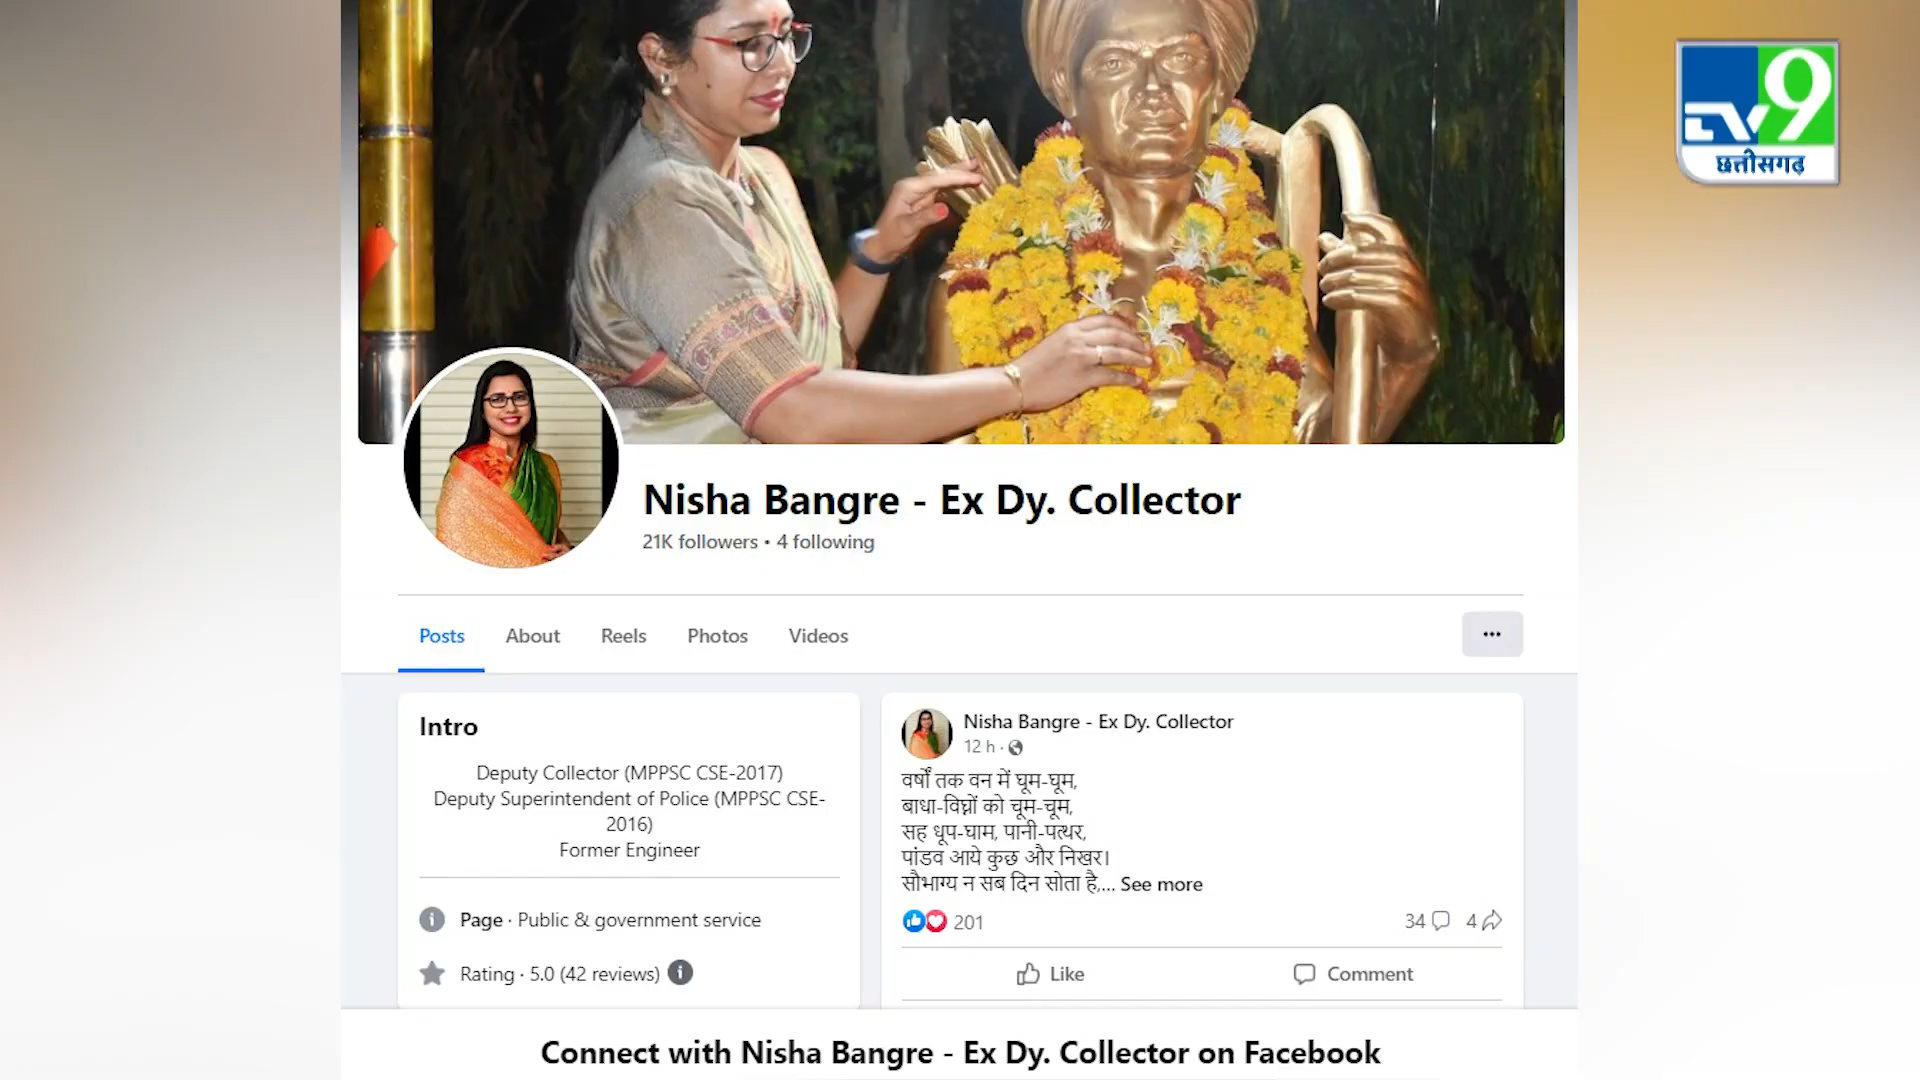 TV9
छत्तीसगढ़
Nisha Bangre - Ex Dy. Collector
21K followers • 4 following
Posts
About
Reels
Photos
Videos
Intro
Deputy Collector (MPPSC CSE-2017)
Deputy Superintendent of Police (MPPSC CSE-
2016)
Former Engineer
Page · Public & government service
Rating · 5.0 (42 reviews)
Nisha Bangre - Ex Dy. Collector
12 h ·
वर्षों तक वन में घूम-घूम,
बाधा-विघ्नों को चूम-चूम,
सह धूप-घाम, पानी-पत्थर,
पांडव आये कुछ और निखर।
सौभाग्य न सब दिन सोता है,... See more
201
34
4
Like
Comment
Connect with Nisha Bangre - Ex Dy. Collector on Facebook